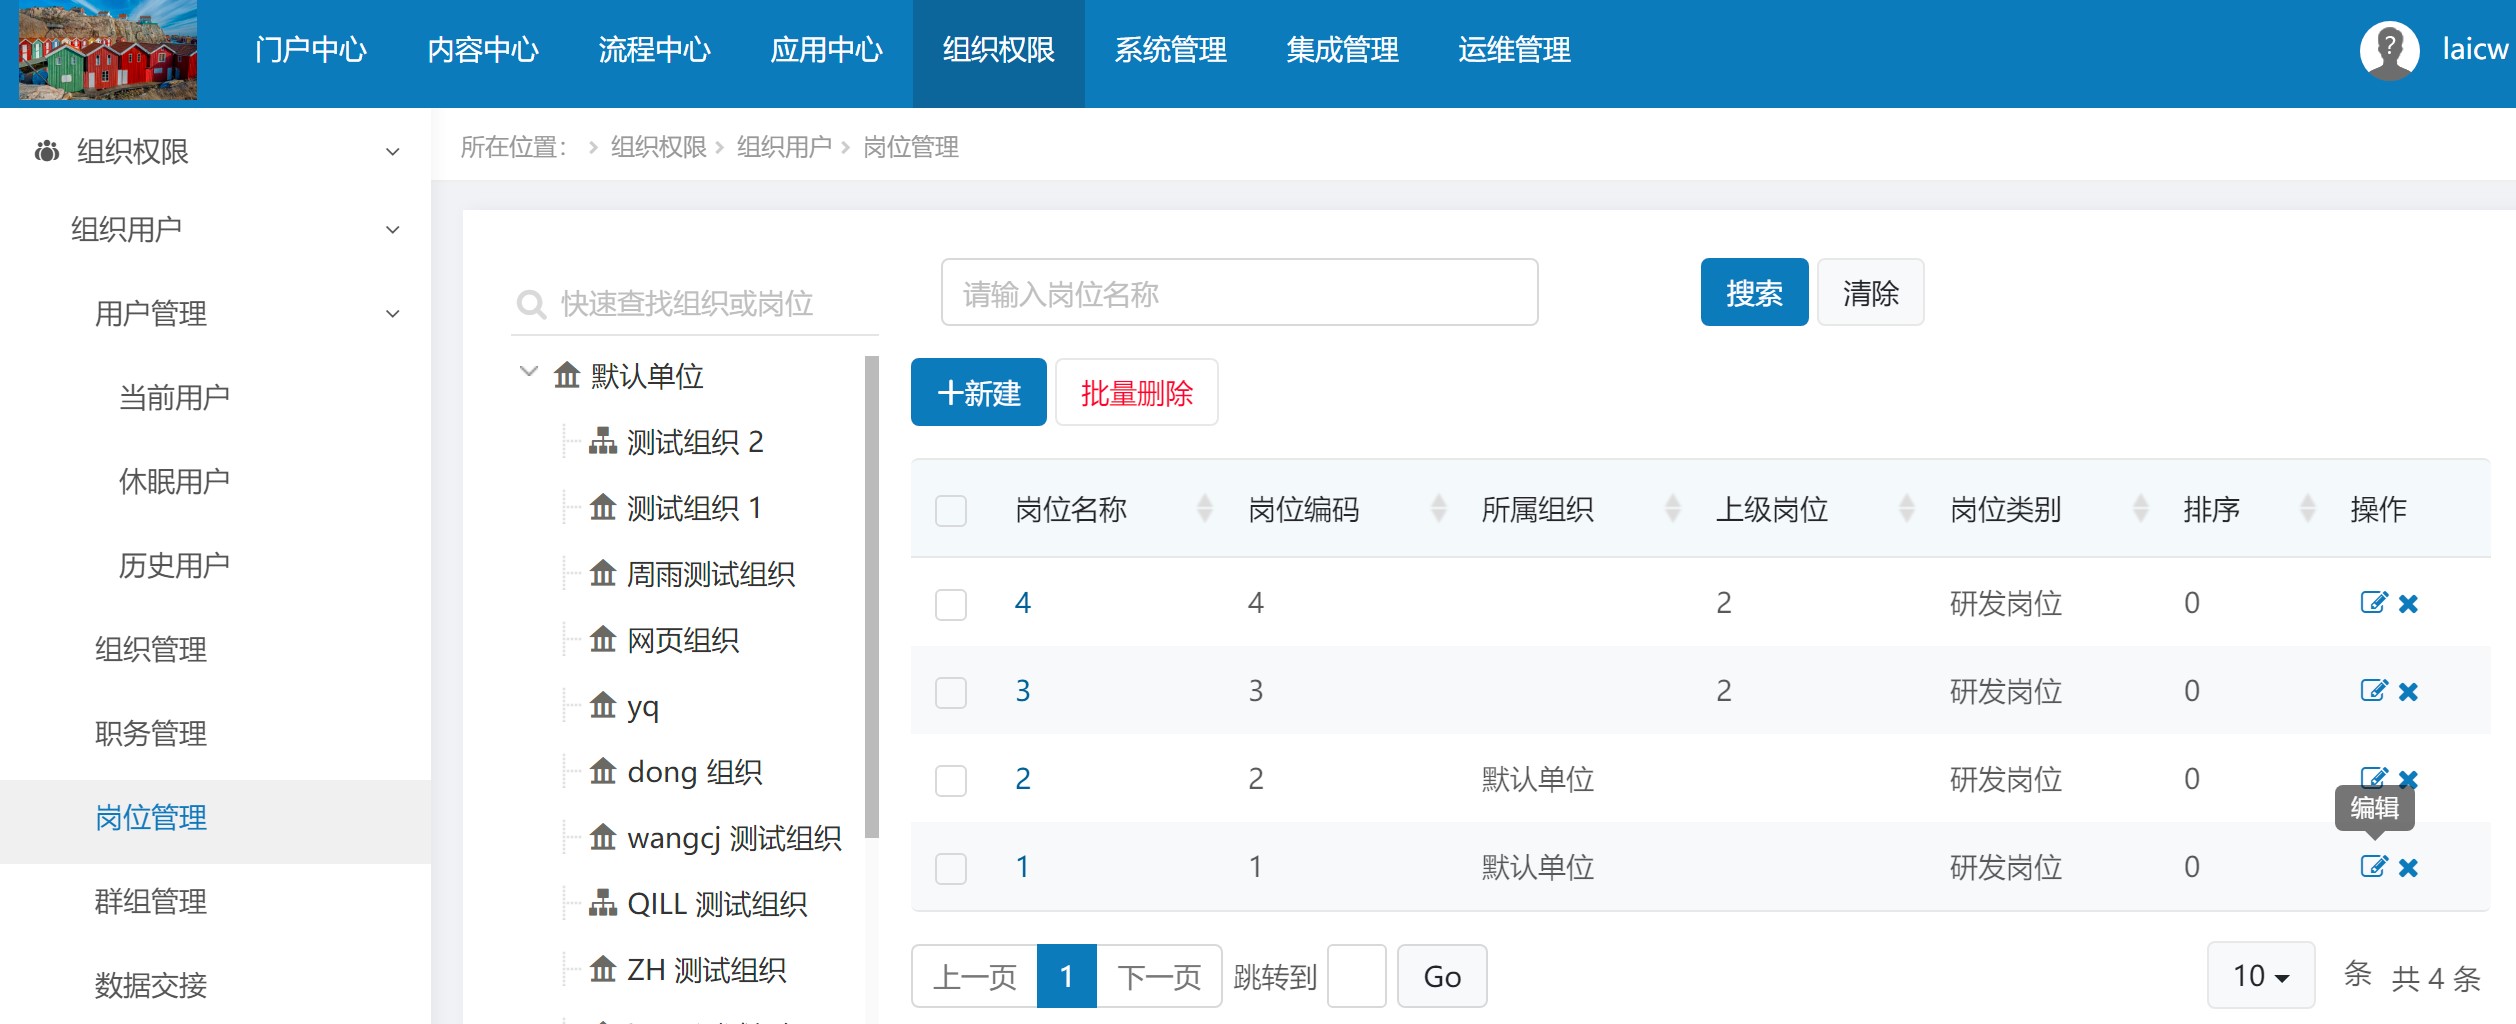 门户中心 内容中心 流程中心 应用中心 组织权限 系统管理 集成管理 运维管理 laicw
组织权限
组织用户
用户管理
当前用户
休眠用户
历史用户
组织管理
职务管理
岗位管理
群组管理
数据交接
所在位置： 组织权限 组织用户 岗位管理
快速查找组织或岗位
默认单位
测试组织 2
测试组织 1
周雨测试组织
网页组织
yq
dong 组织
wangcj 测试组织
QILL 测试组织
ZH 测试组织
请输入岗位名称 搜索 清除
新建 批量删除
岗位名称 岗位编码 所属组织 上级岗位 岗位类别 排序 操作
4 4 2 研发岗位 0
3 3 2 研发岗位 0
2 2 默认单位 研发岗位 0
编辑
1 1 默认单位 研发岗位 0
上一页 1 下一页 跳转到 Go 10 条 共 4 条